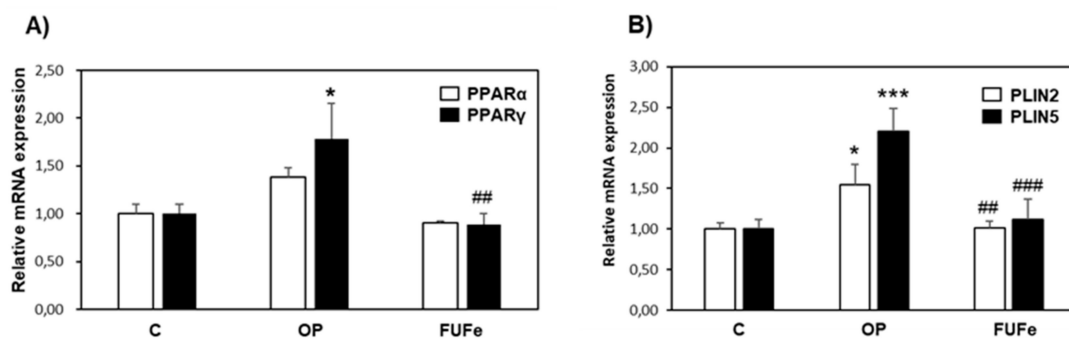 A)
Relative mRNA expression
2,50
2,00
1,50
1,00
0,50
0,00
*
##
PPARα
PPARγ
C OP FUFe
B)
Relative mRNA expression
3,00
2,50
2,00
1,50
1,00
0,50
0,00
*
***
##
###
PLIN2
PLIN5
C OP FUFe